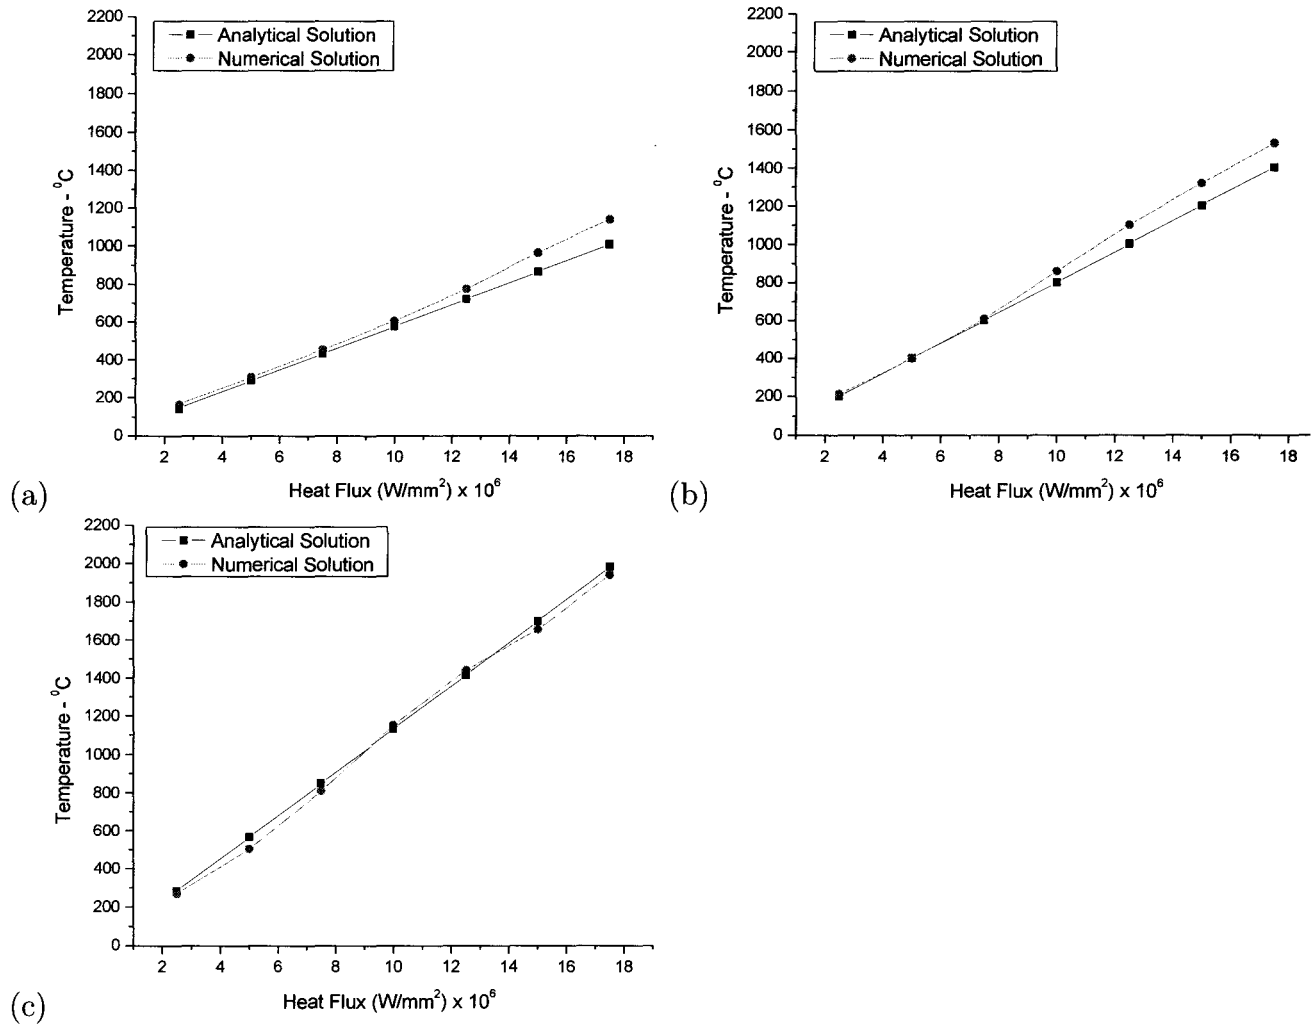 2200
2000
1800
1600
1400
1200
1000
800
600
400
200
0
Temperature - ⁰C
Analytical Solution
Numerical Solution
2 4 6 8 10 12 14 16 18
Heat Flux (W/mm²) x 10⁶
(a)
2200
2000
1800
1600
1400
1200
1000
800
600
400
200
0
Temperature - ⁰C
Analytical Solution
Numerical Solution
2 4 6 8 10 12 14 16 18
Heat Flux (W/mm²) x 10⁶
(b)
2200
2000
1800
1600
1400
1200
1000
800
600
400
200
0
Temperature - ⁰C
Analytical Solution
Numerical Solution
2 4 6 8 10 12 14 16 18
Heat Flux (W/mm²) x 10⁶
(c)